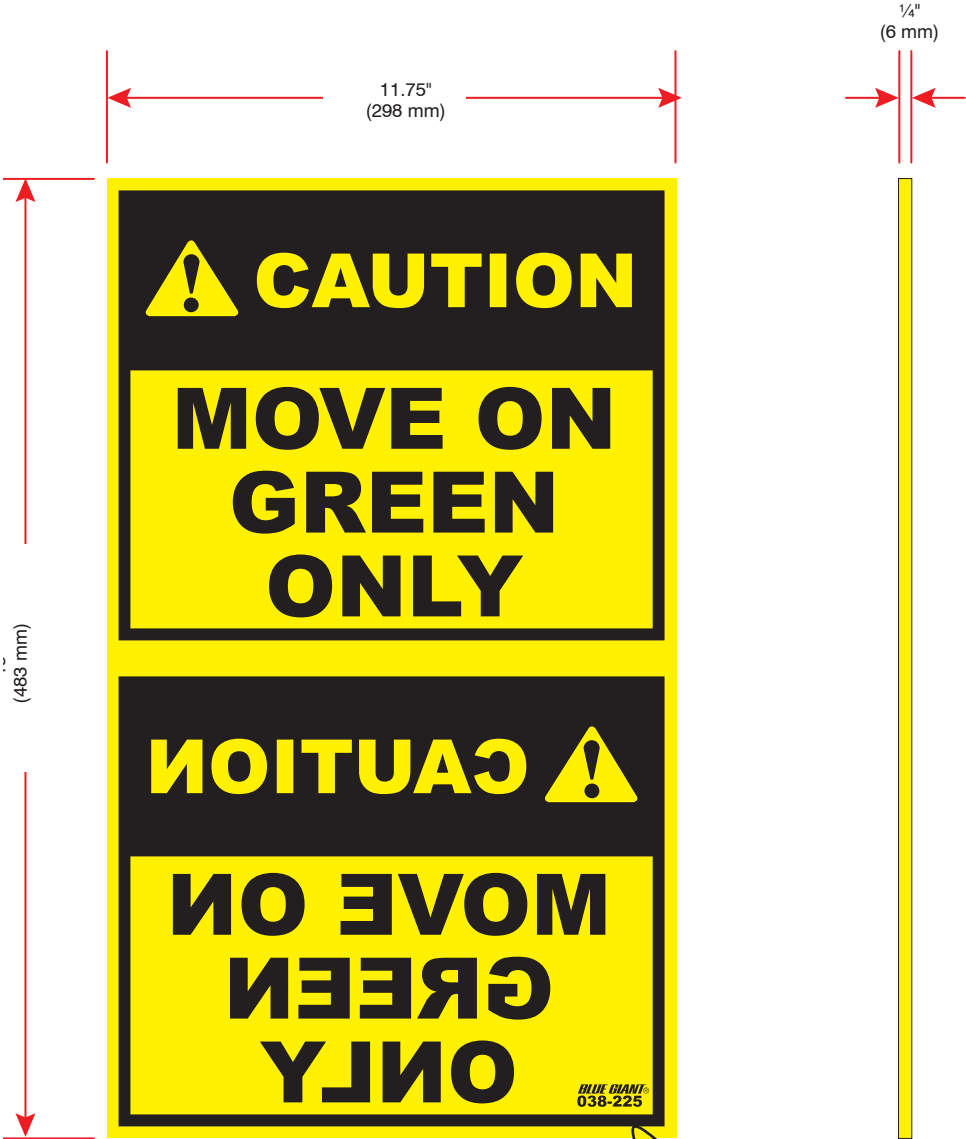 ¼"
(6 mm)
11.75"
(298 mm)
CAUTION
MOVE ON
GREEN
ONLY
(483 mm)
CAUTION
MOVE ON
GREEN
ONLY
BLUE GIANT®
038-225